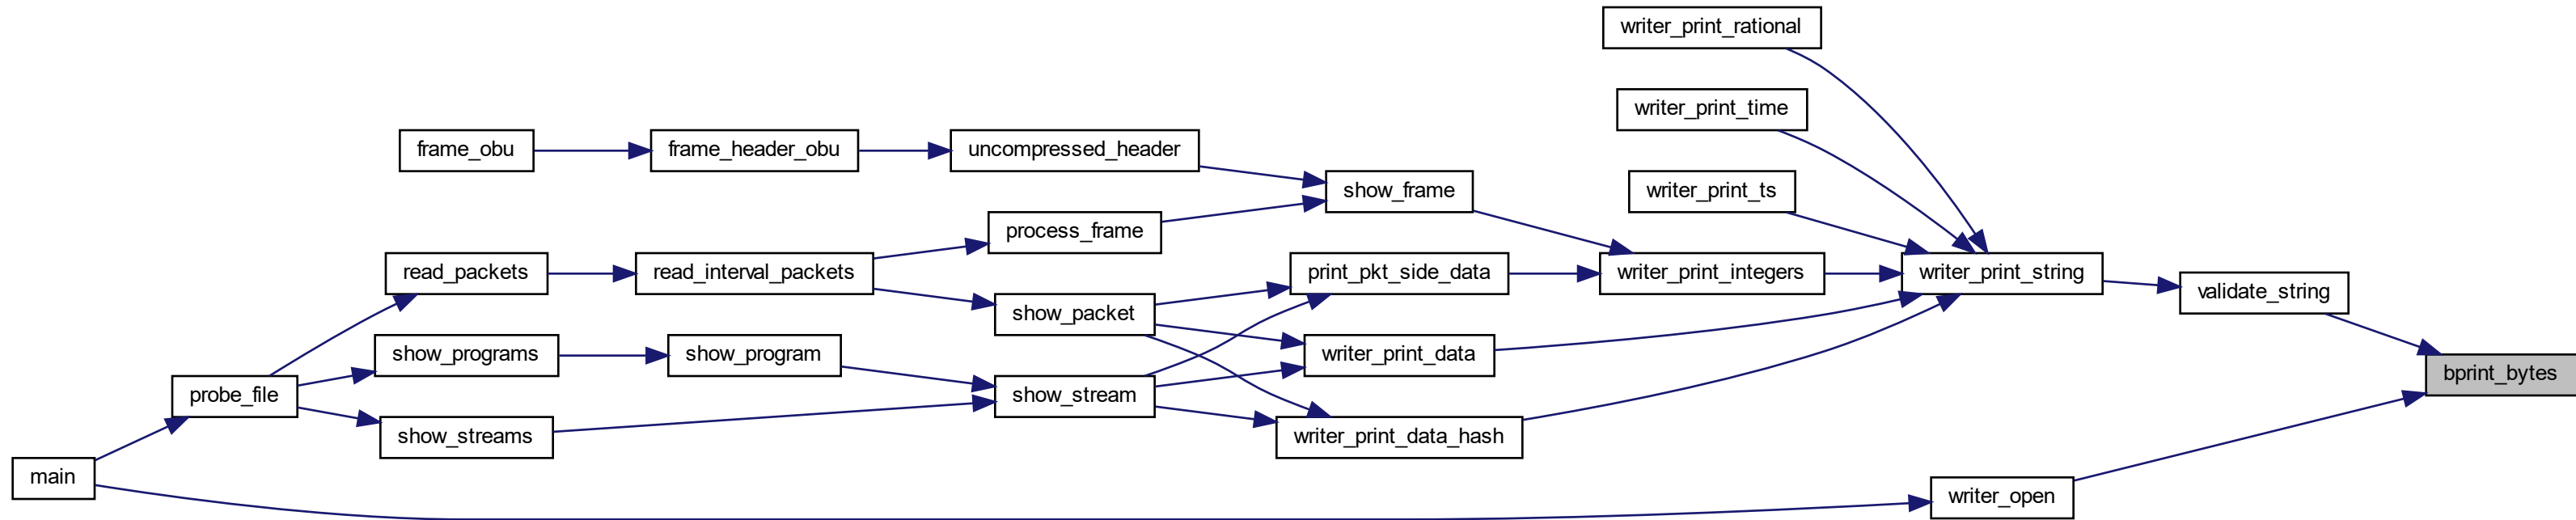 writer_print_rational
writer_print_time
frame_obu
frame_header_obu
uncompressed_header
show_frame
writer_print_ts
process_frame
read_packets
read_interval_packets
print_pkt_side_data
writer_print_integers
writer_print_string
validate_string
show_packet
show_programs
show_program
writer_print_data
bprint_bytes
probe_file
show_stream
show_streams
writer_print_data_hash
main
writer_open